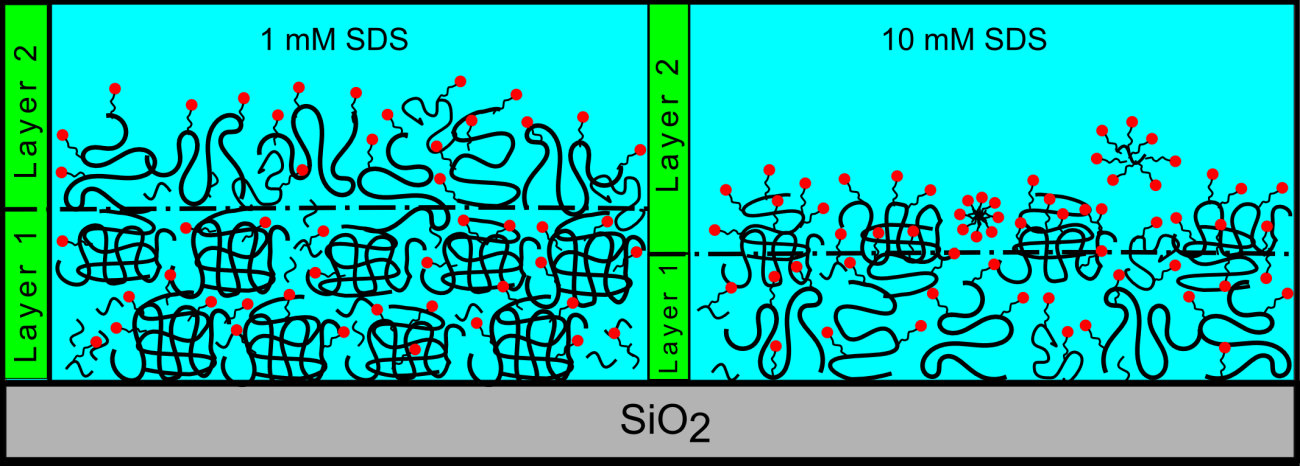 1 mM SDS
10 mM SDS
Layer 2
Layer 1
Layer 2
Layer 1
SiO2